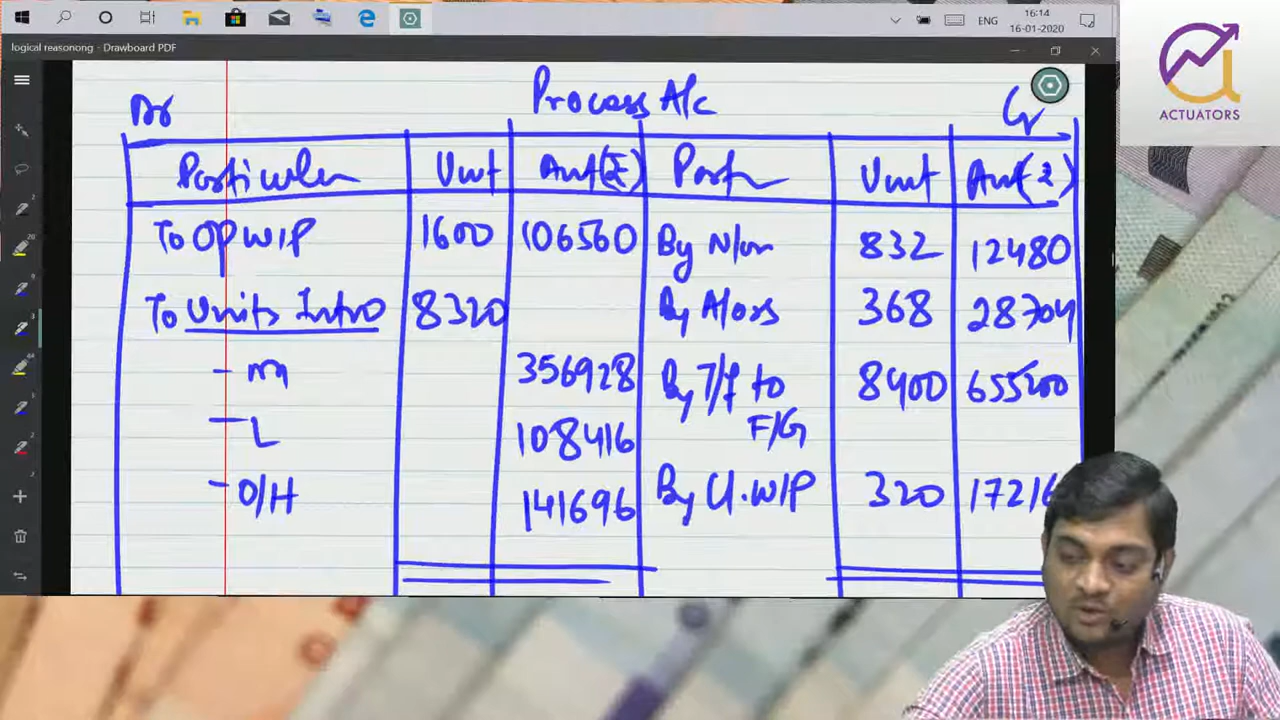 16:14
ENG
16-01-2020
logical reasonong - Drawboard PDF
ACTUATORS
Process A/c
Dr Cr
Particulars Unit Amt(₹) Part Unit Amt(₹)
To OP WIP 1600 106560 By N/Loss 832 12480
To Units Intro 8320 By A/Loss 368 28704
- M 356928 By T/f to F/G 8400 655200
- L 108416
- O/H 141696 By Cl. WIP 320